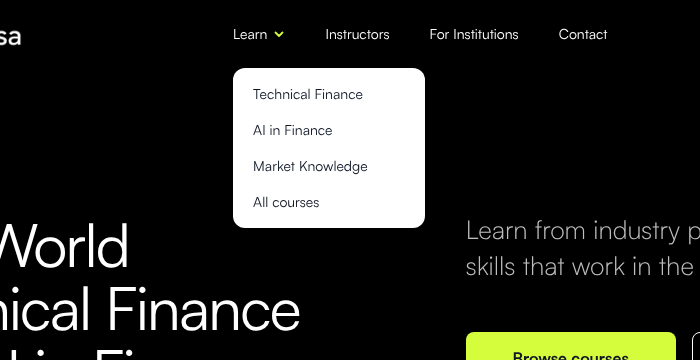 sa
Learn
Instructors
For Institutions
Contact
Technical Finance
AI in Finance
Market Knowledge
All courses
World
nical Finance
Learn from industry p
skills that work in the
Browse courses